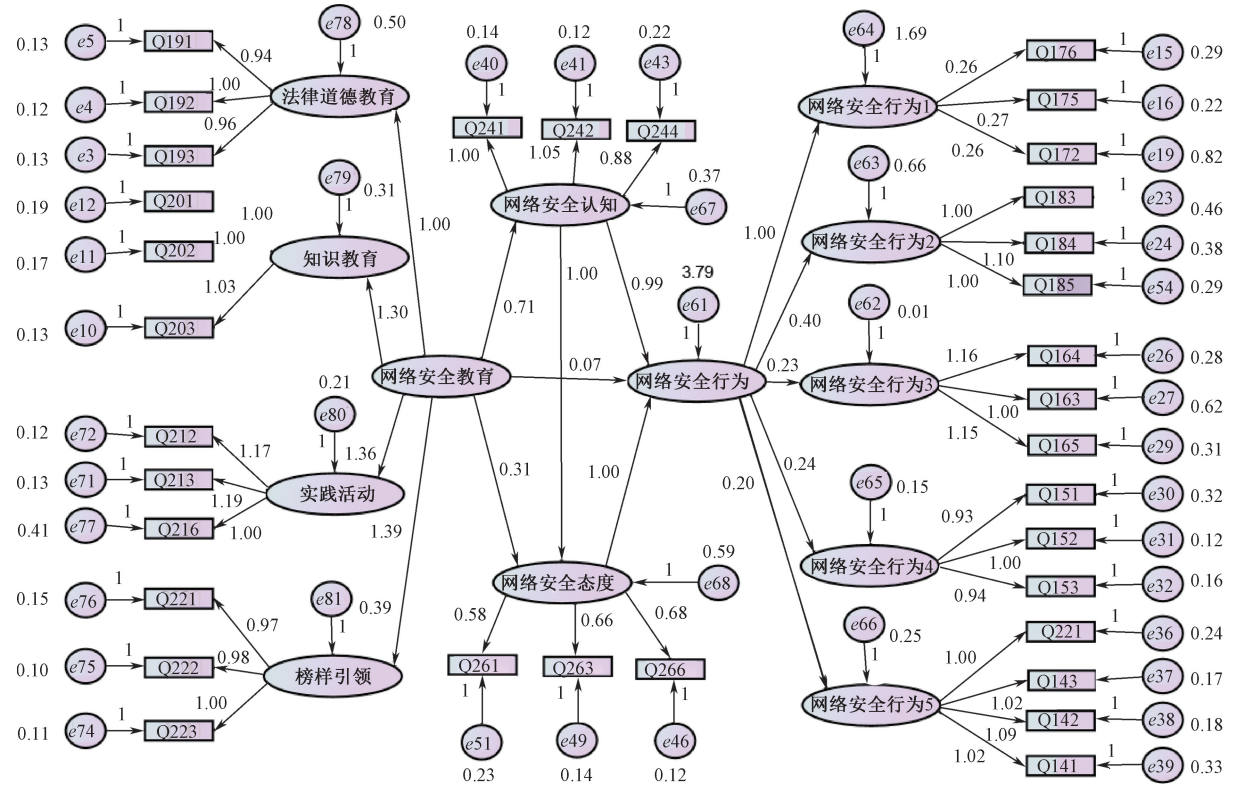 e78
0.50
1
0.13
e5
1
Q191
0.94
0.12
e4
1
Q192
1.00
法律道德教育
0.96
0.13
e3
1
Q193
e79
0.31
1
0.19
e12
1
Q201
1.00
0.17
e11
1
Q202
1.00
知识教育
1.03
0.13
e10
1
Q203
1.00
1.30
网络安全教育
0.21
e80
1
1.36
0.12
e72
1
Q212
1.17
0.13
e71
1
Q213
1.19
实践活动
0.41
e77
1
Q216
1.00
1.39
0.15
e76
1
Q221
0.97
e81
0.39
1
0.10
e75
1
Q222
0.98
榜样引领
1.00
0.11
e74
1
Q223
0.14
0.12
0.22
e40
e41
e43
1
1
1
Q241
Q242
Q244
1.00
1.05
0.88
网络安全认知
0.37
1
e67
0.71
1.00
0.99
3.79
e61
1
0.07
网络安全行为
0.31
1.00
网络安全态度
0.59
1
e68
0.58
0.66
0.68
Q261
Q263
Q266
1
1
1
e51
e49
e46
0.23
0.14
0.12
1.00
0.40
0.23
0.24
0.20
e64
1.69
1
网络安全行为1
0.26
Q176
1
e15
0.29
Q175
1
e16
0.22
0.27
0.26
Q172
1
e19
0.82
e63
0.66
1
网络安全行为2
1.00
Q183
1
e23
0.46
Q184
1
e24
0.38
1.10
1.00
Q185
1
e54
0.29
e62
0.01
1
网络安全行为3
1.16
Q164
1
e26
0.28
Q163
1
e27
0.62
1.00
1.15
Q165
1
e29
0.31
e65
0.15
1
网络安全行为4
0.93
Q151
1
e30
0.32
Q152
1
e31
0.12
1.00
0.94
Q153
1
e32
0.16
e66
0.25
1
网络安全行为5
1.00
Q221
1
e36
0.24
Q143
1
e37
0.17
1.02
Q142
1
e38
0.18
1.09
1.02
Q141
1
e39
0.33